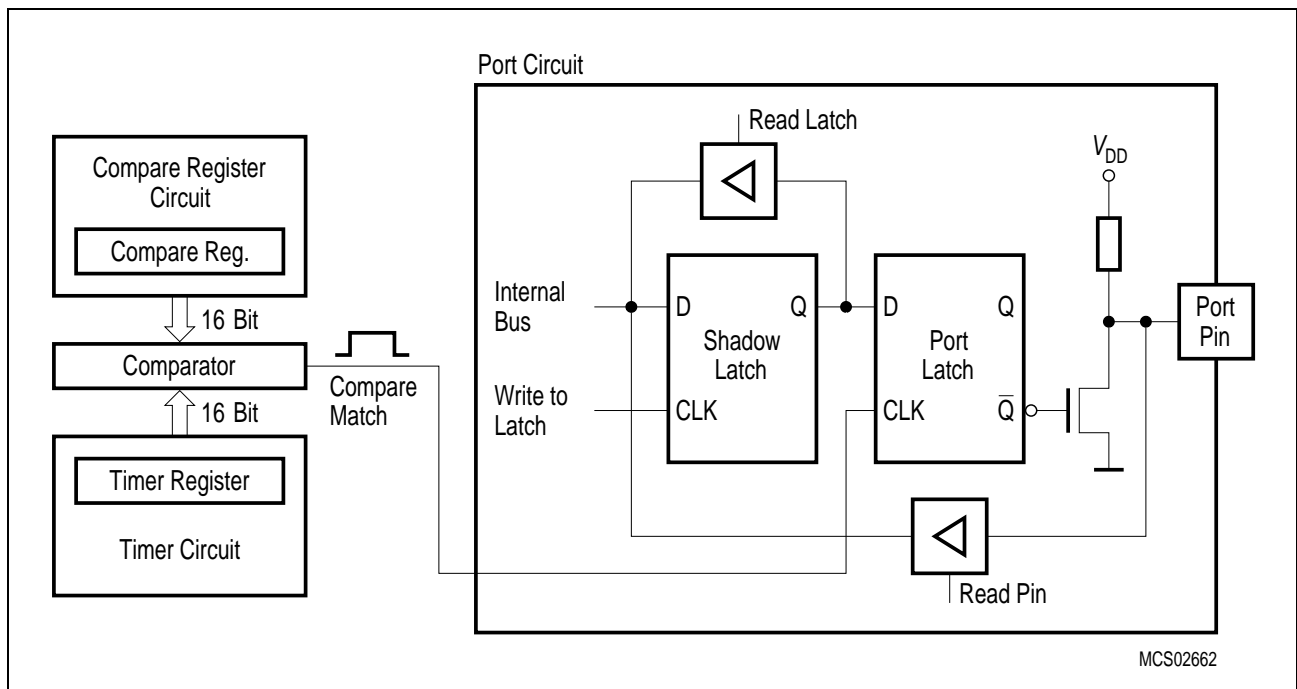 Port Circuit
Read Latch
V_DD
Compare Register
Circuit
Compare Reg.
16 Bit
Comparator
16 Bit
Timer Register
Timer Circuit
Compare
Match
Internal
Bus
Write to
Latch
D
Q
Shadow
Latch
CLK
D
Q
Port
Latch
CLK
Q̅
Port
Pin
Read Pin
MCS02662